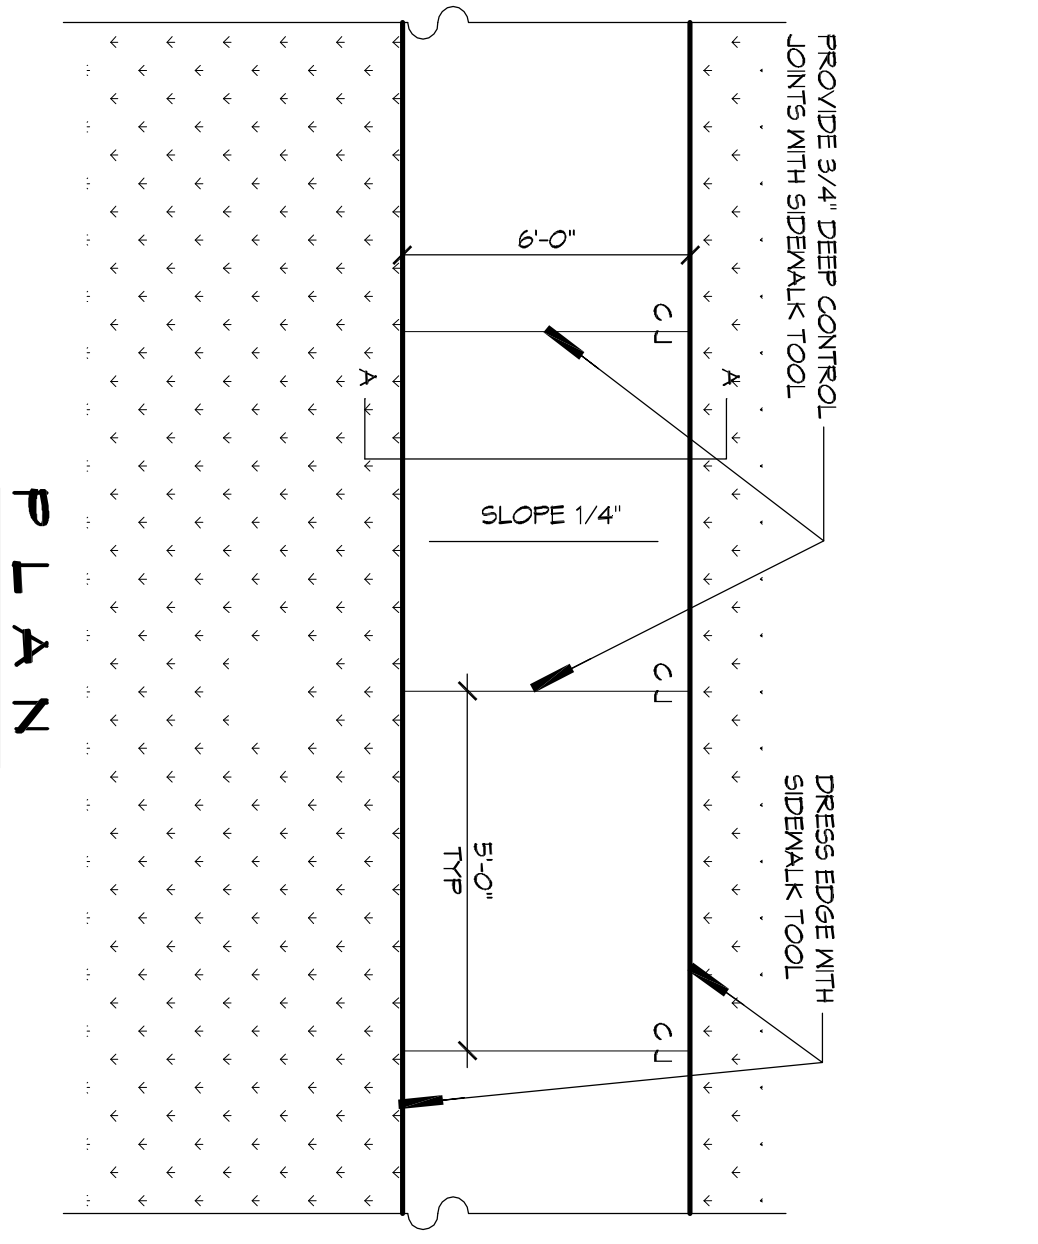 PROVIDE 3/4" DEEP CONTROL
JOINTS WITH SIDEWALK TOOL
6'-0"
CJ
A
A
SLOPE 1/4"
CJ
5'-0"
TYP
DRESS EDGE WITH
SIDEWALK TOOL
CJ
PLAN